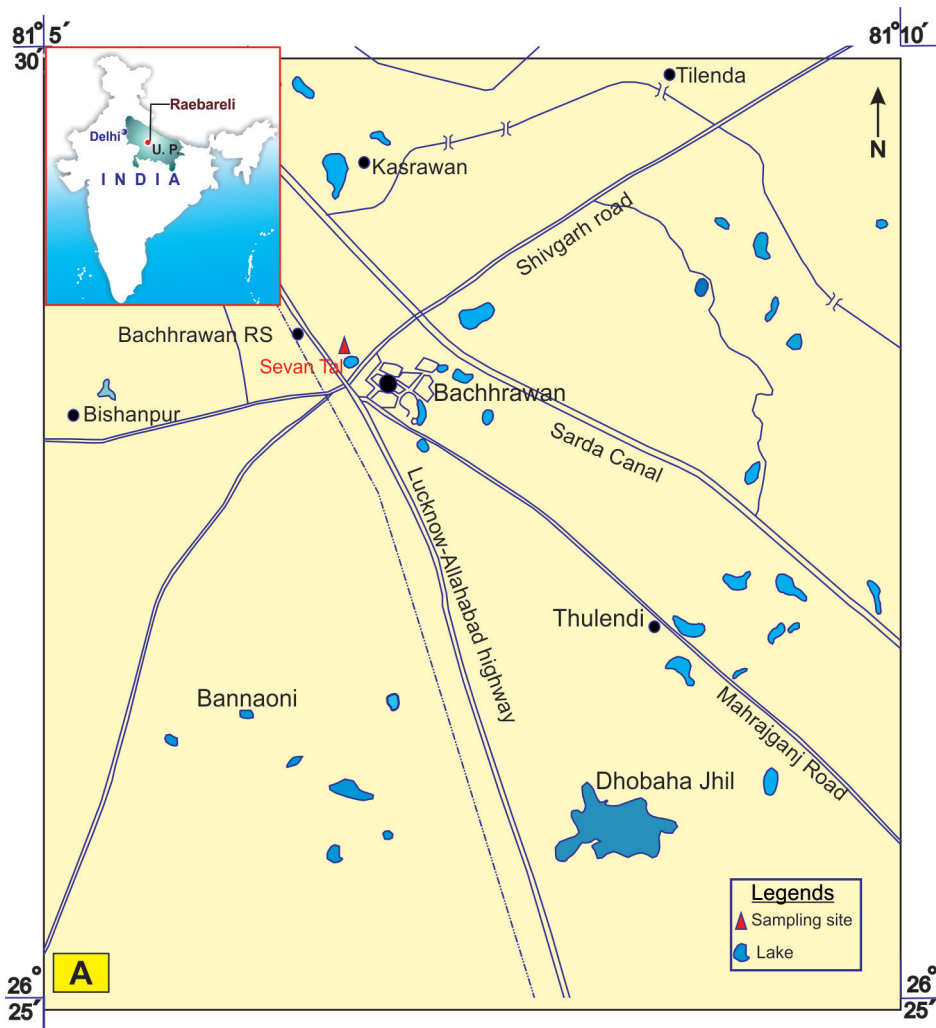 81° 5´
81° 10´
30´
Raebareli
Delhi
U. P.
I N D I A
Tilenda
N
Kasrawan
Shivgarh road
Bachhrawan RS
Sevan Tal
Bachhrawan
Bishanpur
Sarda Canal
Lucknow-Allahabad highway
Thulendi
Bannaoni
Mahrajganj Road
Dhobaha Jhil
Legends
Sampling site
Lake
A
26°
25´
26°
25´